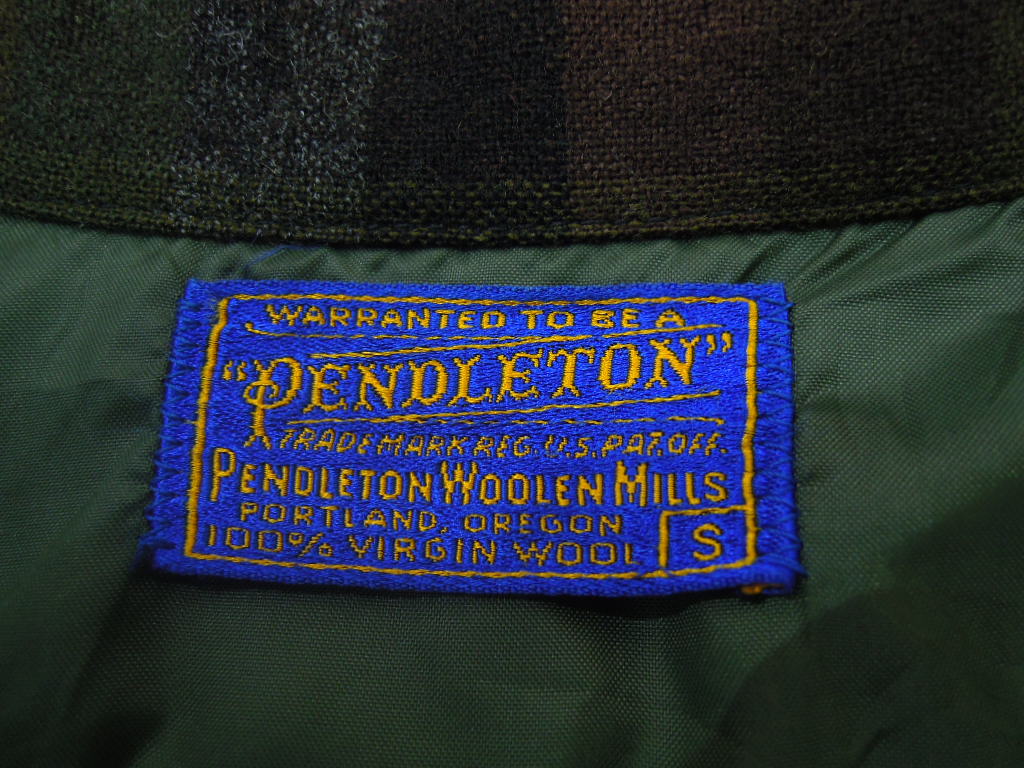 WARRANTED TO BE A
"PENDLETON"
TRADE MARK REG. U.S. PAT. OFF.
PENDLETON WOOLEN MILLS
PORTLAND, OREGON
100% VIRGIN WOOL S